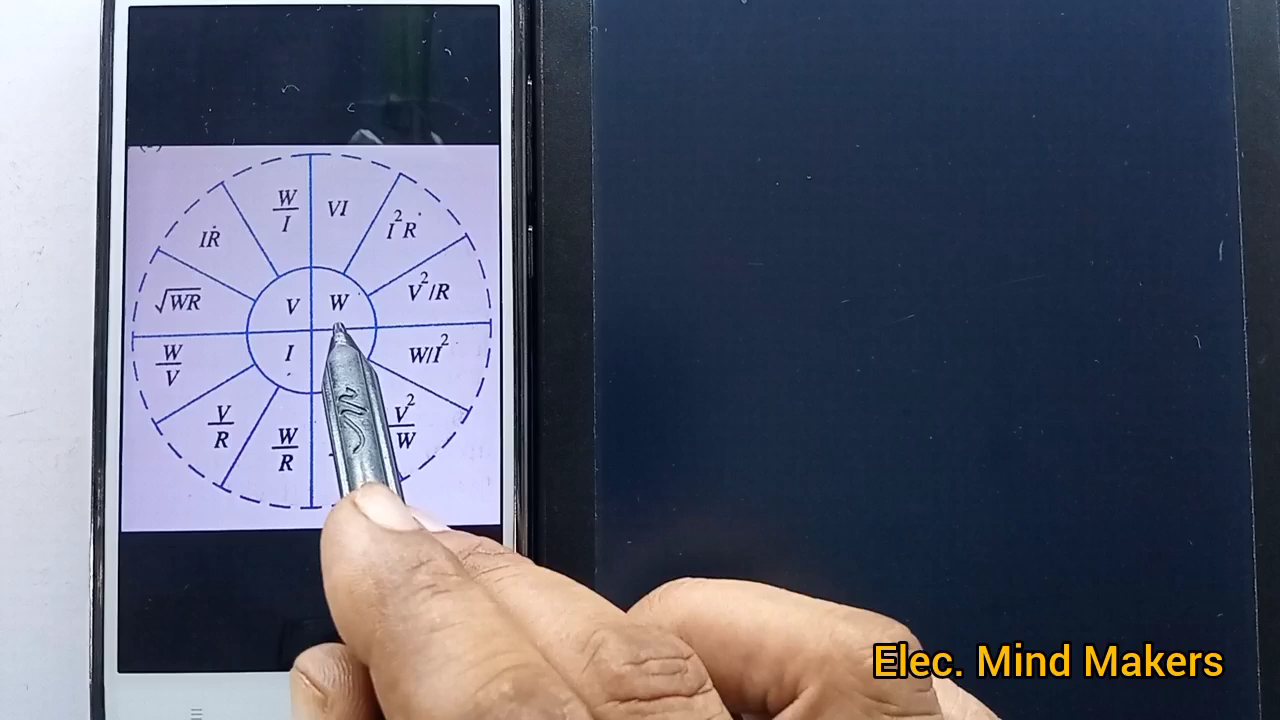 W/I
VI
IR
I²R
√WR
V²/R
V
W
W/V
I
W/I²
V/R
W/R
V²/W
Elec. Mind Makers